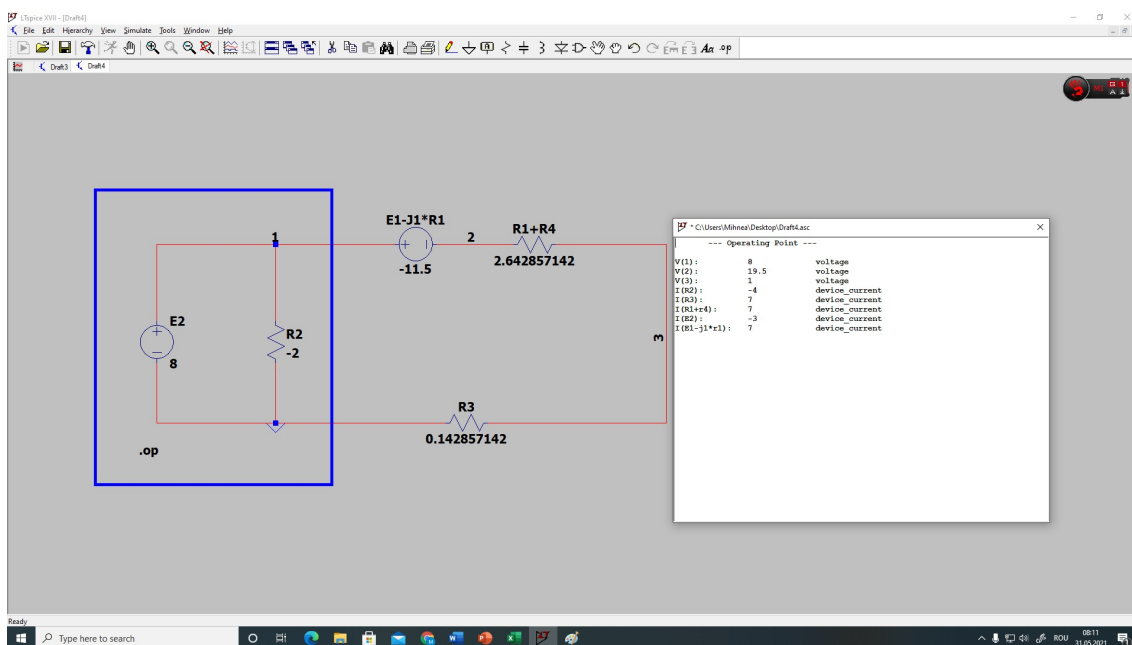 LTspice XVII - [Draft4]
File Edit Hierarchy View Simulate Tools Window Help
Aa .op
Draft3 Draft4
M1
E1-J1*R1
1
2
R1+R4
+ -
-11.5
2.642857142
E2
+
-
8
R2
-2
3
R3
0.142857142
.op
* C:\Users\Mihnea\Desktop\Draft4.asc
--- Operating Point ---
V(1): 8 voltage
V(2): 19.5 voltage
V(3): 1 voltage
I(R2): -4 device_current
I(R3): 7 device_current
I(R1+r4): 7 device_current
I(E2): -3 device_current
I(E1-j1*r1): 7 device_current
Ready
Type here to search
ROU
08:11
31.05.2021